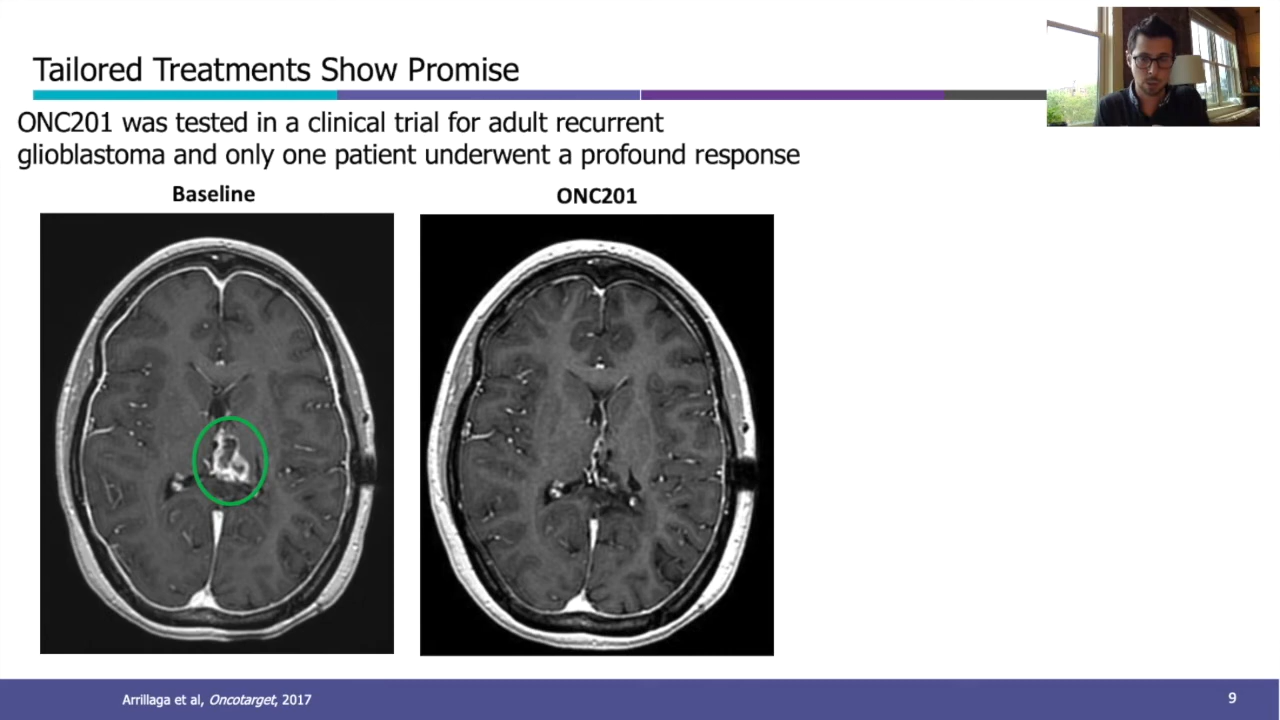 Tailored Treatments Show Promise
ONC201 was tested in a clinical trial for adult recurrent
glioblastoma and only one patient underwent a profound response
Baseline
ONC201
Arrillaga et al, Oncotarget, 2017
9